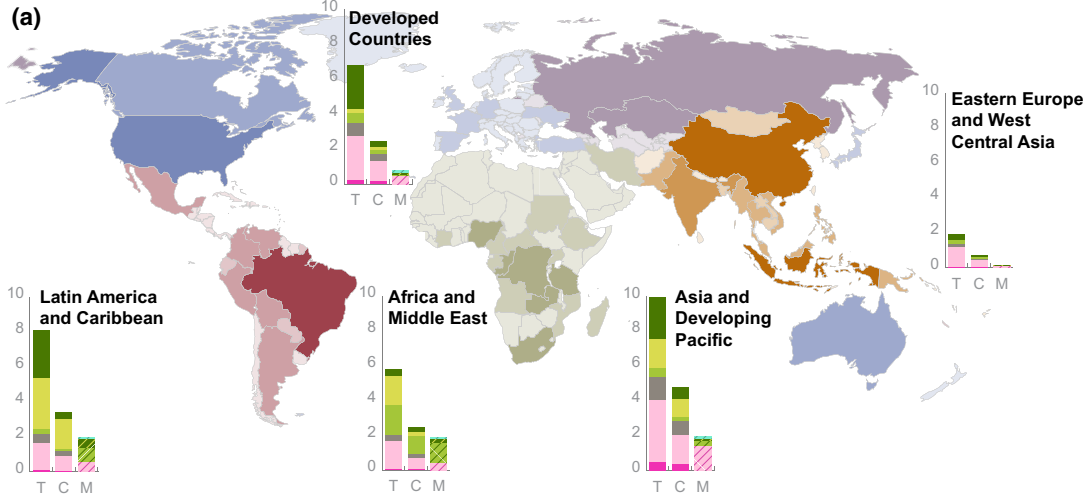 (a)
Developed
Countries
10
8
6
4
2
0
T C M
Eastern Europe
and West
Central Asia
10
8
6
4
2
0
T C M
Latin America
and Caribbean
10
8
6
4
2
0
T C M
Africa and
Middle East
10
8
6
4
2
0
T C M
Asia and
Developing
Pacific
10
8
6
4
2
0
T C M